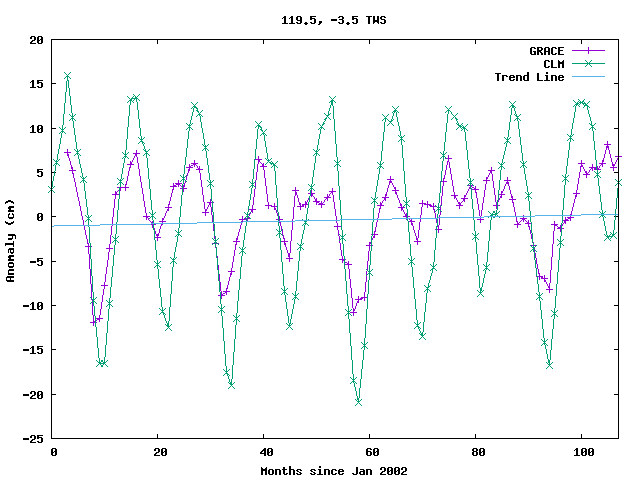 119.5, -3.5 TWS
GRACE
CLM
Trend Line
20
15
10
5
0
-5
-10
-15
-20
-25
Anomaly (cm)
0 20 40 60 80 100
Months since Jan 2002